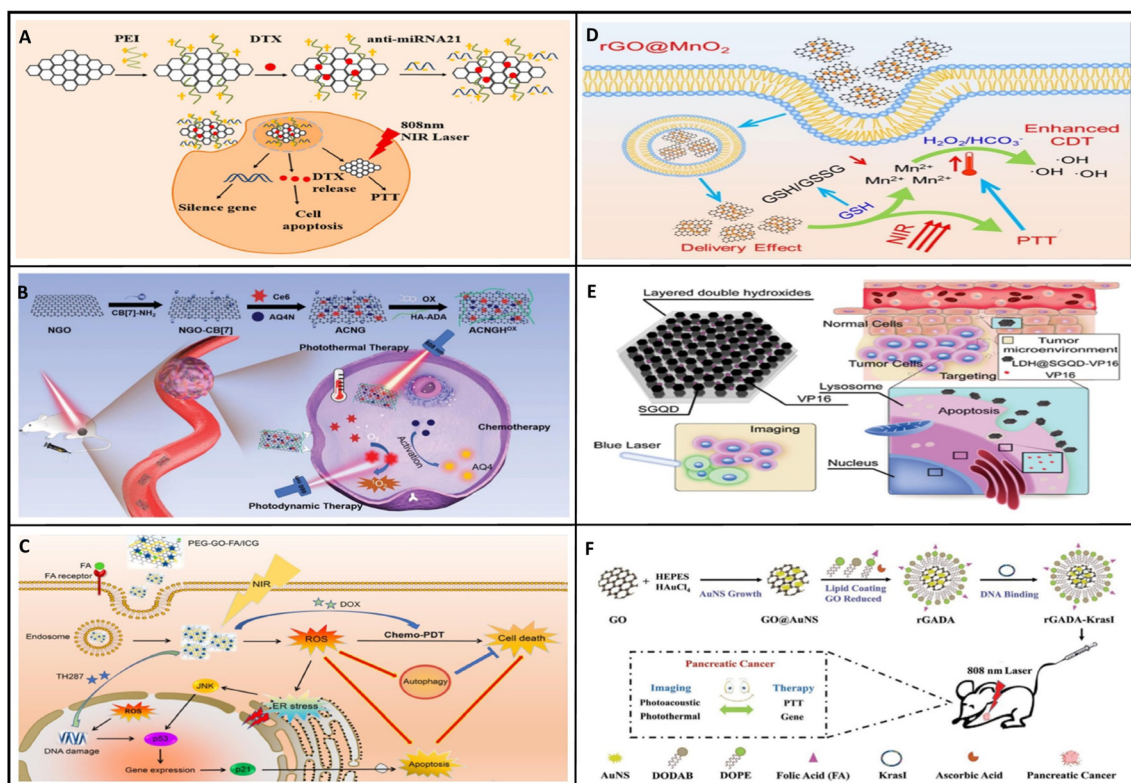 A
PEI
DTX
anti-miRNA21
808nm
NIR Laser
DTX
release
Silence gene
Cell
apoptosis
PTT
B
NGO
CB[7]-NH₂
NGO-CB[7]
Ce6
AQ4N
ACNG
OX
HA-ADA
ACNGHᴼˣ
Photothermal Therapy
Chemotherapy
Activation
AQ4
Photodynamic Therapy
C
PEG-GO-FA/ICG
FA
FA receptor
NIR
DOX
Endosome
ROS
Chemo-PDT
Cell death
TH287
Autophagy
JNK
ER stress
ROS
DNA damage
p53
Gene expression
p21
Apoptosis
D
rGO@MnO₂
H₂O₂/HCO₃⁻
Enhanced
CDT
Mn²⁺
Mn²⁺ Mn²⁺
·OH
·OH ·OH
GSH/GSSG
GSH
Delivery Effect
NIR
PTT
E
Layered double hydroxides
Normal Cells
Tumor Cells
Tumor
microenvironment
LDH@SGQD-VP16
VP16
Targeting
SGQD
VP16
Lysosome
Apoptosis
Imaging
Blue Laser
Nucleus
F
GO
+ HEPES
HAuCl₄
AuNS Growth
GO@AuNS
Lipid Coating
GO Reduced
rGADA
DNA Binding
rGADA-KrasI
808 nm Laser
Pancreatic Cancer
Imaging
Therapy
Photoacoustic
PTT
Photothermal
Gene
AuNS
DODAB
DOPE
Folic Acid (FA)
KrasI
Ascorbic Acid
Pancreatic Cancer